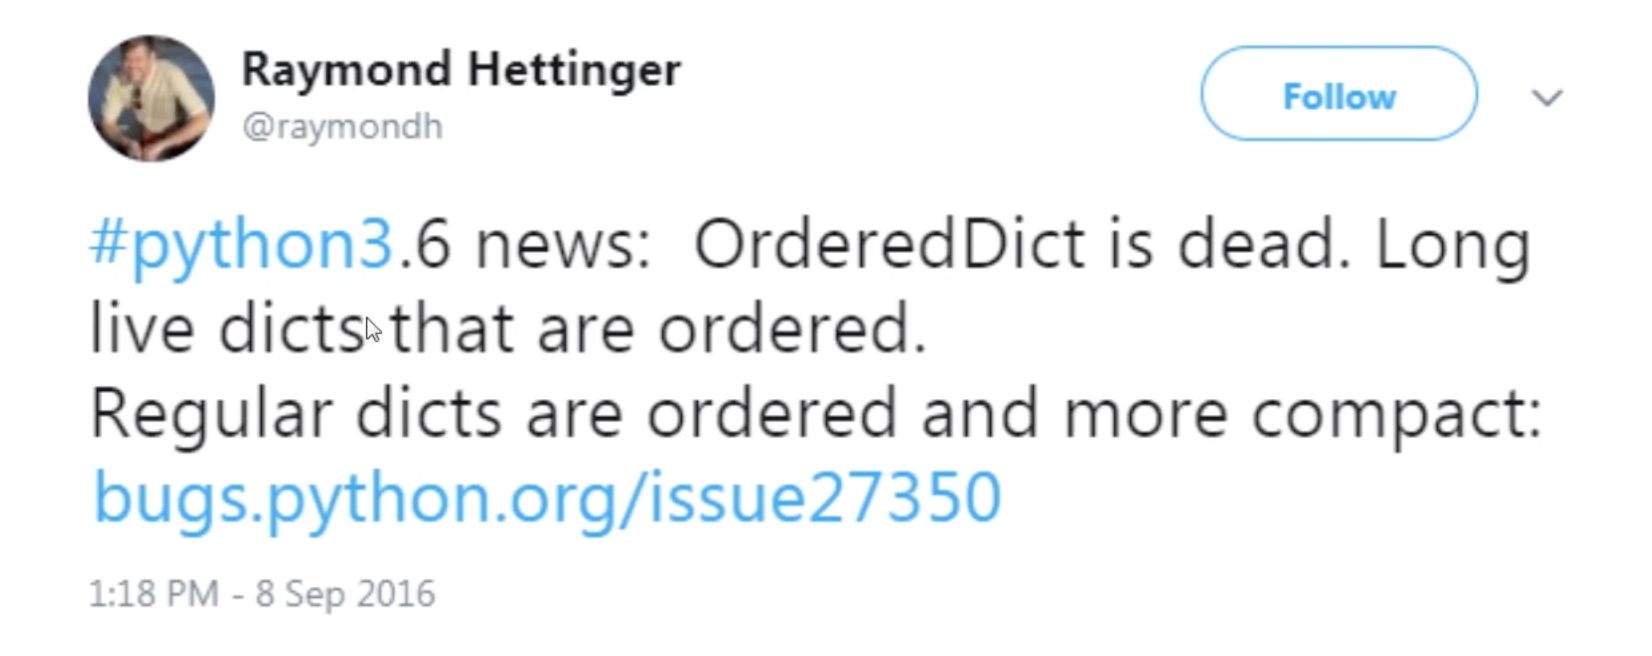 Raymond Hettinger
@raymondh
Follow
#python3.6 news:  OrderedDict is dead. Long
live dicts that are ordered.
Regular dicts are ordered and more compact:
bugs.python.org/issue27350
1:18 PM - 8 Sep 2016